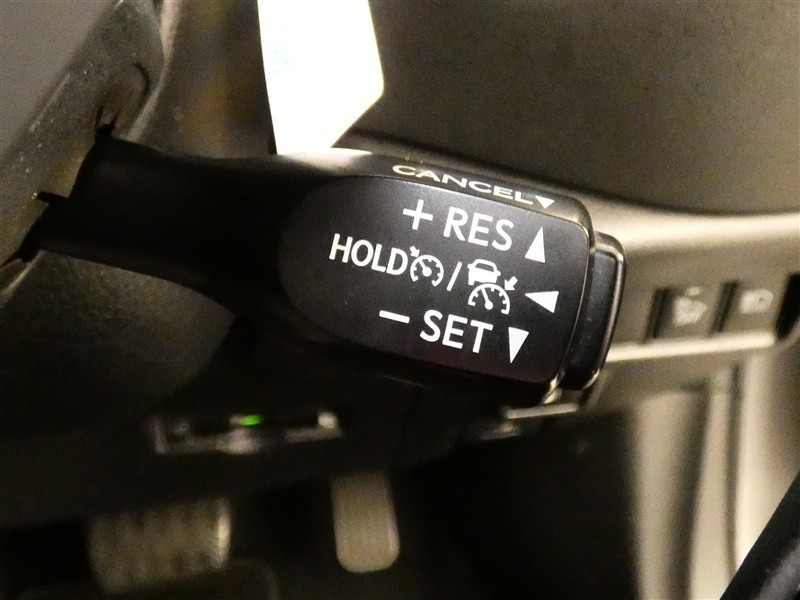 CANCEL
+ RES
HOLD /
- SET